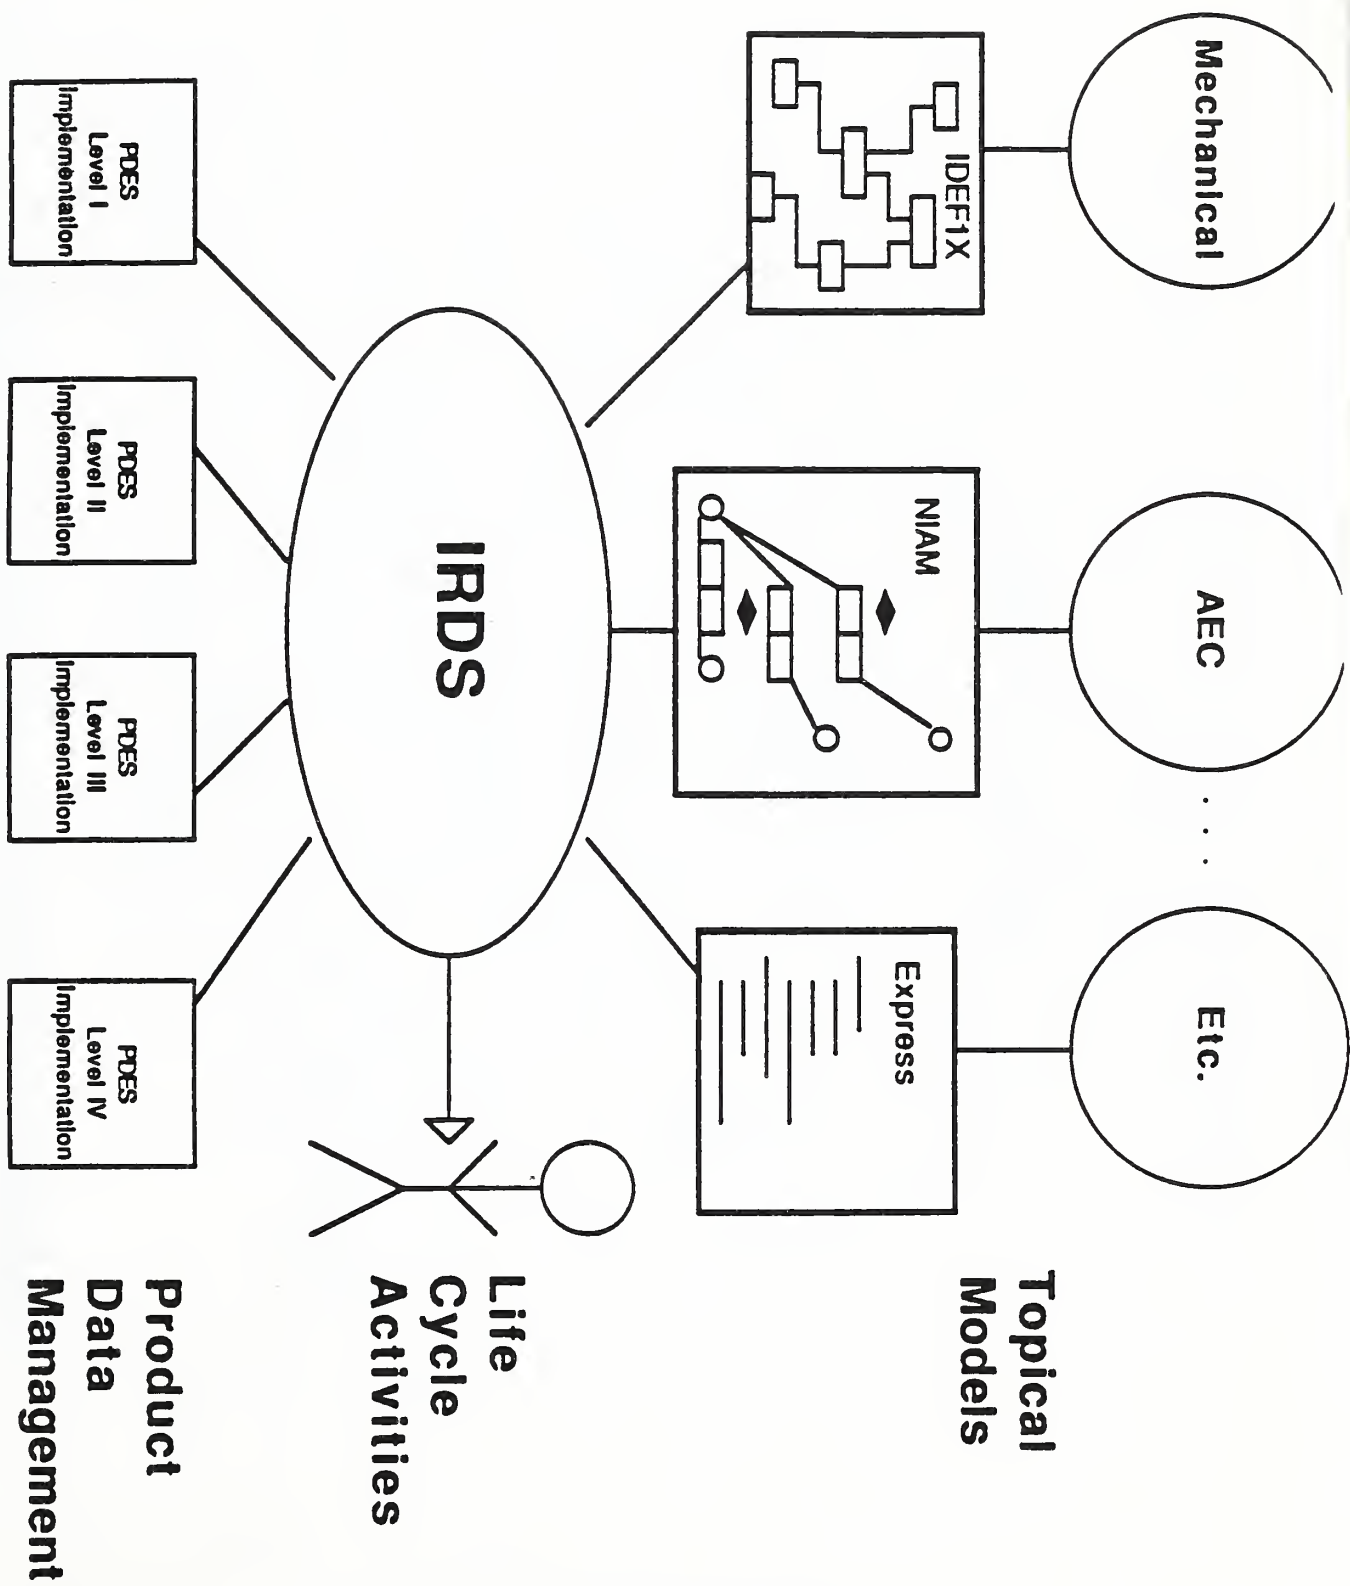 Mechanical
AEC
. . .
Etc.
Topical
Models
IDEF1X
NIAM
Express
IRDS
Life
Cycle
Activities
PDES
Level I
Implementation
PDES
Level II
Implementation
PDES
Level III
Implementation
PDES
Level IV
Implementation
Product
Data
Management